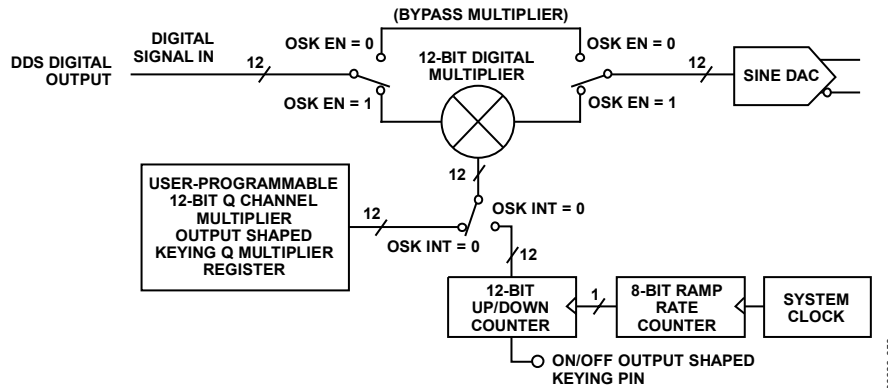 (BYPASS MULTIPLIER)
DIGITAL
SIGNAL IN
DDS DIGITAL
OUTPUT
12
OSK EN = 0
OSK EN = 1
12-BIT DIGITAL
MULTIPLIER
OSK EN = 0
OSK EN = 1
12
SINE DAC
12
USER-PROGRAMMABLE
12-BIT Q CHANNEL
MULTIPLIER
OUTPUT SHAPED
KEYING Q MULTIPLIER
REGISTER
12
OSK INT = 0
OSK INT = 0
12
12-BIT
UP/DOWN
COUNTER
1
8-BIT RAMP
RATE
COUNTER
SYSTEM
CLOCK
ON/OFF OUTPUT SHAPED
KEYING PIN